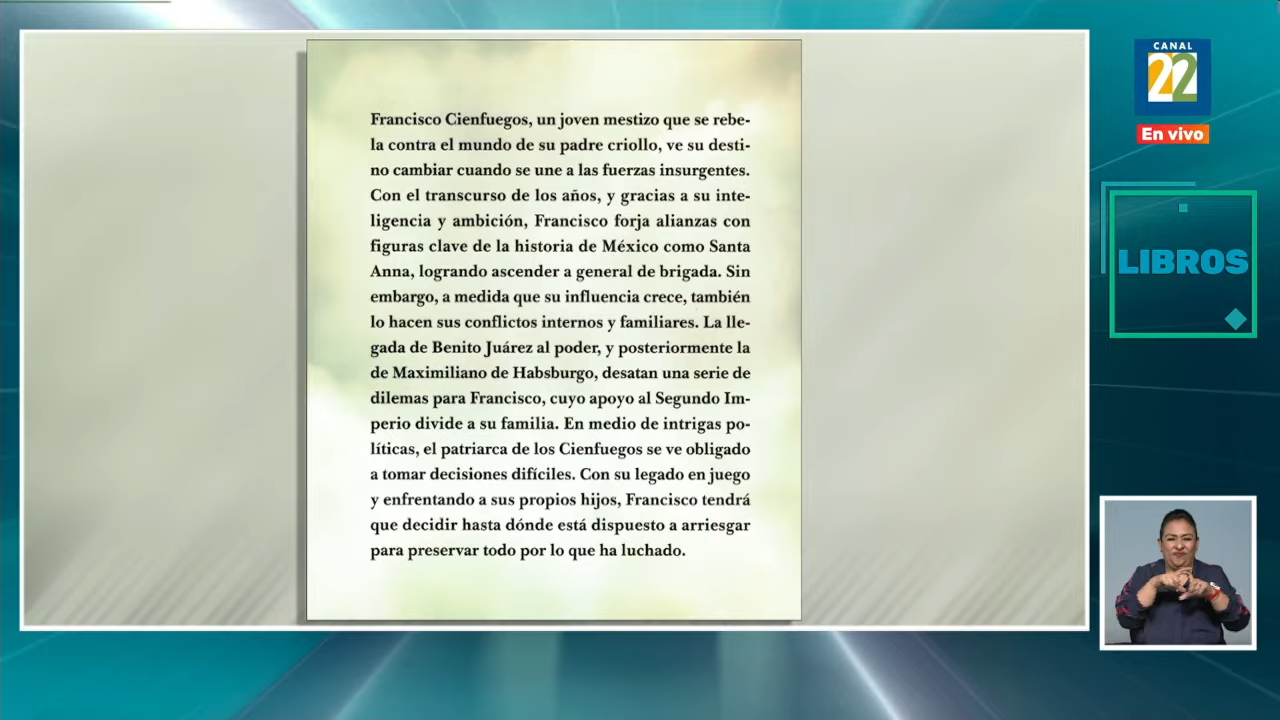 Francisco Cienfuegos, un joven mestizo que se rebe-
la contra el mundo de su padre criollo, ve su desti-
no cambiar cuando se une a las fuerzas insurgentes.
Con el transcurso de los años, y gracias a su inte-
ligencia y ambición, Francisco forja alianzas con
figuras clave de la historia de México como Santa
Anna, logrando ascender a general de brigada. Sin
embargo, a medida que su influencia crece, también
lo hacen sus conflictos internos y familiares. La lle-
gada de Benito Juárez al poder, y posteriormente la
de Maximiliano de Habsburgo, desatan una serie de
dilemas para Francisco, cuyo apoyo al Segundo Im-
perio divide a su familia. En medio de intrigas po-
líticas, el patriarca de los Cienfuegos se ve obligado
a tomar decisiones difíciles. Con su legado en juego
y enfrentando a sus propios hijos, Francisco tendrá
que decidir hasta dónde está dispuesto a arriesgar
para preservar todo por lo que ha luchado.
CANAL
22
En vivo
LIBROS